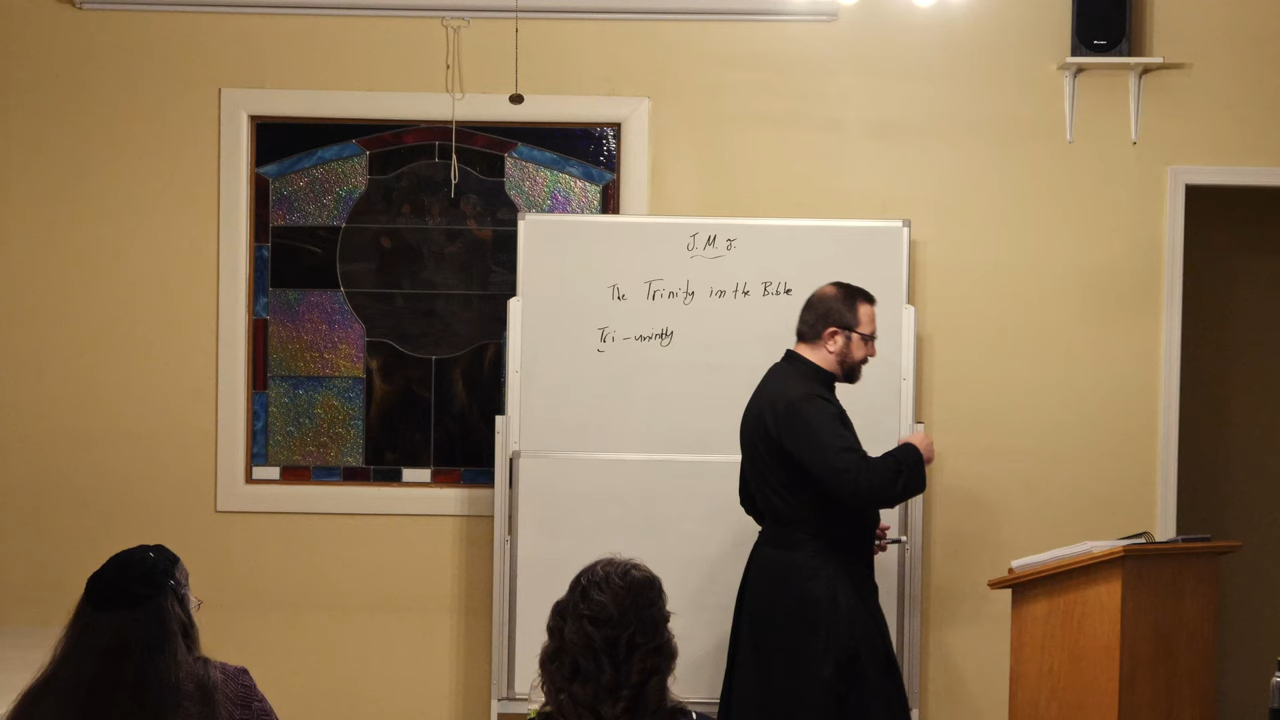 J. M. J.
The Trinity in the Bible
Tri-unity